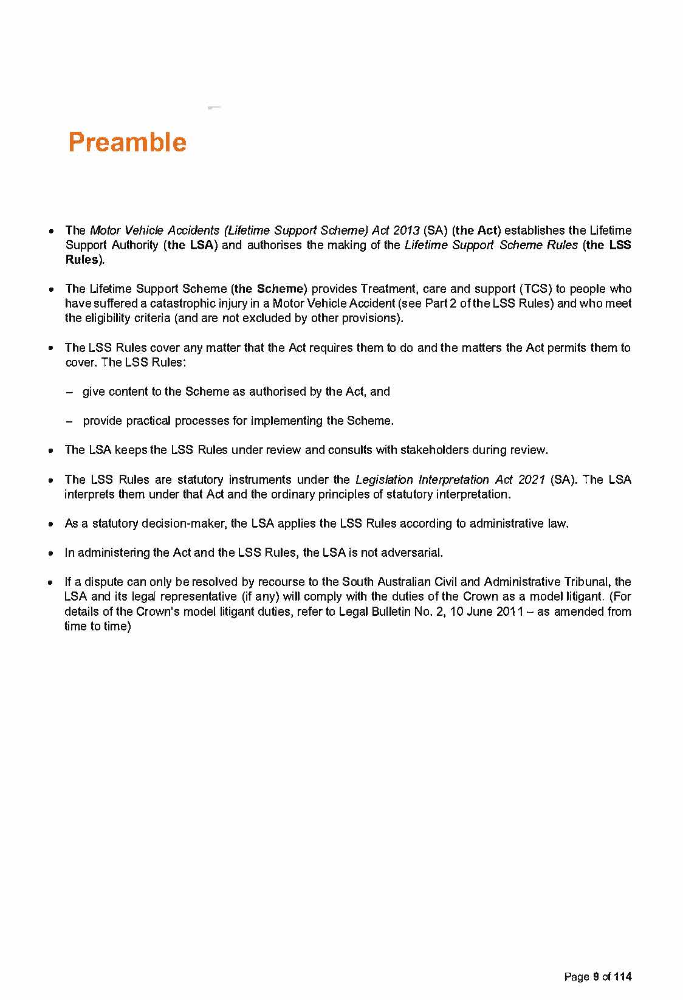 Preamble
• The Motor Vehicle Accidents (Lifetime Support Scheme) Act 2013 (SA) (the Act) establishes the Lifetime
Support Authority (the LSA) and authorises the making of the Lifetime Support Scheme Rules (the LSS
Rules).
• The Lifetime Support Scheme (the Scheme) provides Treatment, care and support (TCS) to people who
have suffered a catastrophic injury in a Motor Vehicle Accident (see Part 2 of the LSS Rules) and who meet
the eligibility criteria (and are not excluded by other provisions).
• The LSS Rules cover any matter that the Act requires them to do and the matters the Act permits them to
cover. The LSS Rules:
– give content to the Scheme as authorised by the Act, and
– provide practical processes for implementing the Scheme.
• The LSA keeps the LSS Rules under review and consults with stakeholders during review.
• The LSS Rules are statutory instruments under the Legislation Interpretation Act 2021 (SA). The LSA
interprets them under that Act and the ordinary principles of statutory interpretation.
• As a statutory decision-maker, the LSA applies the LSS Rules according to administrative law.
• In administering the Act and the LSS Rules, the LSA is not adversarial.
• If a dispute can only be resolved by recourse to the South Australian Civil and Administrative Tribunal, the
LSA and its legal representative (if any) will comply with the duties of the Crown as a model litigant. (For
details of the Crown's model litigant duties, refer to Legal Bulletin No. 2, 10 June 2011 – as amended from
time to time)
Page 9 of 114